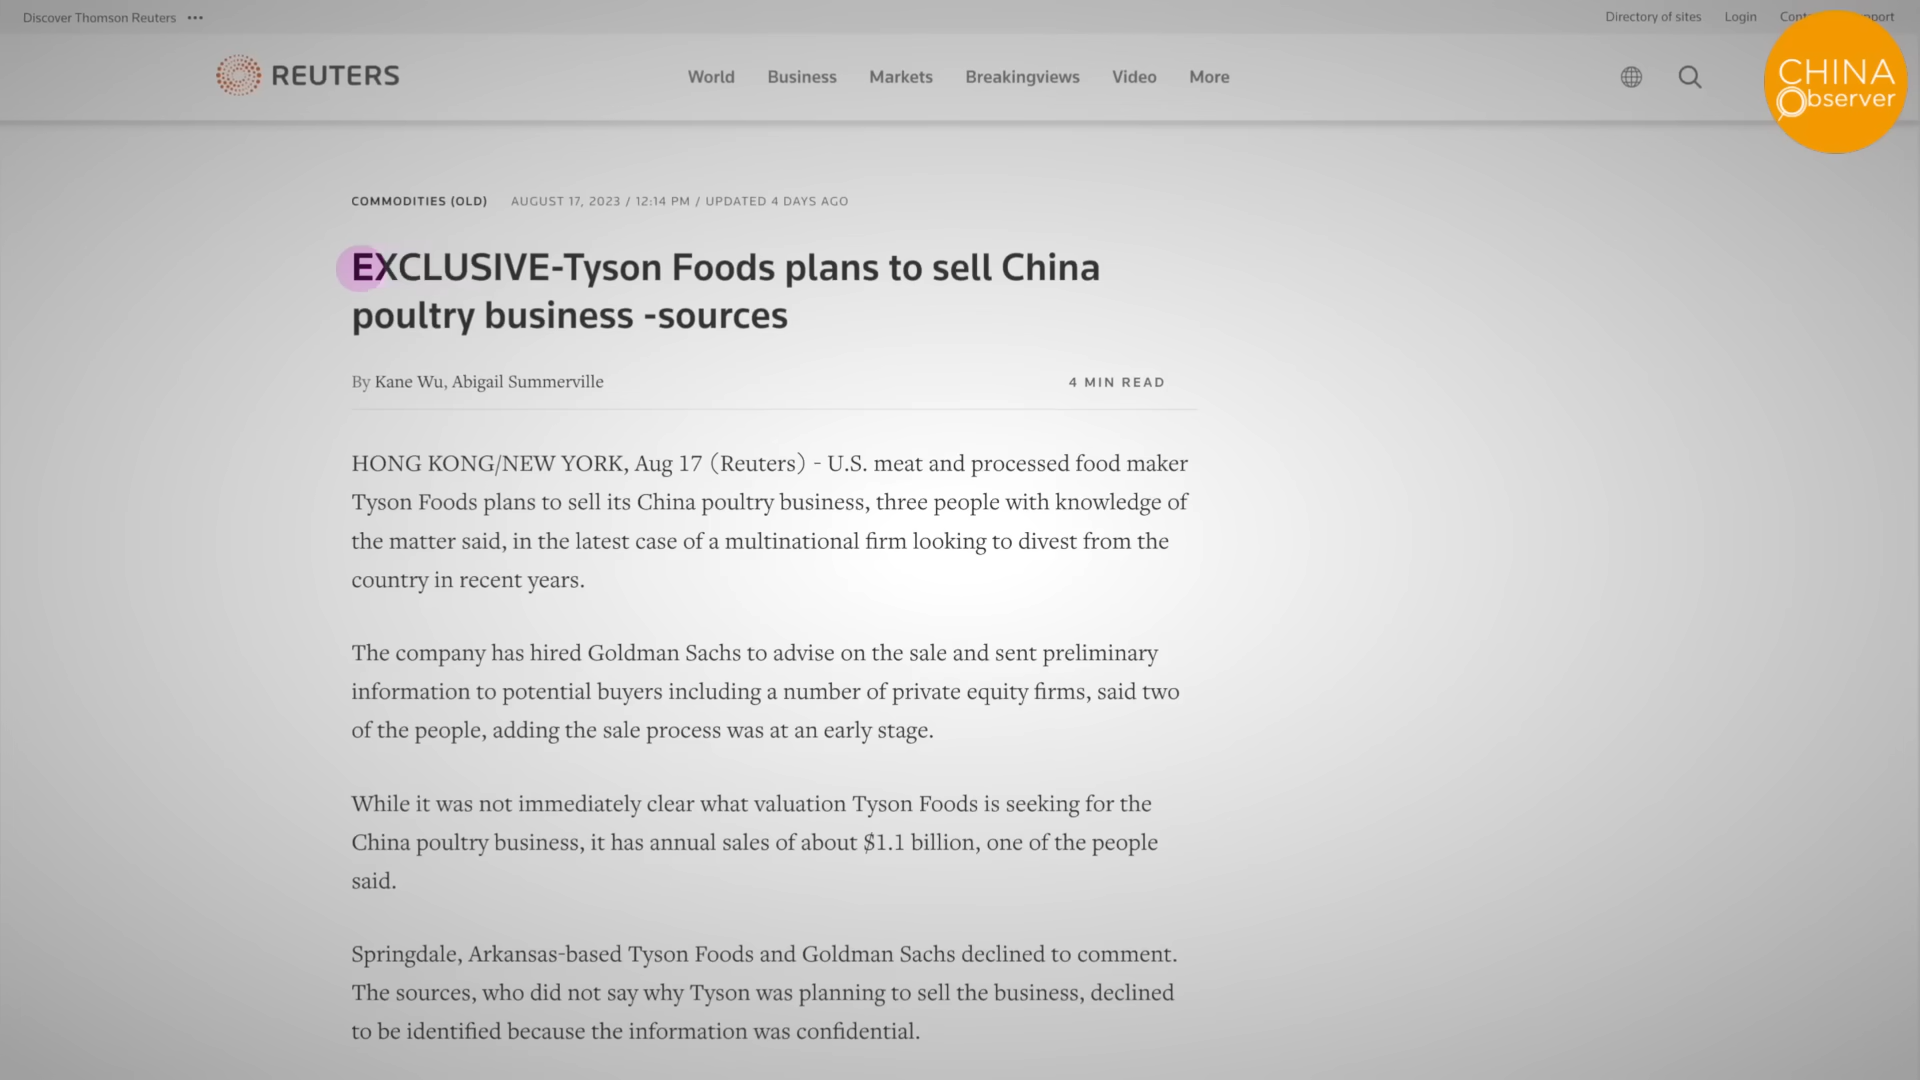 Discover Thomson Reuters
Directory of sites Login
REUTERS
World Business Markets Breakingviews Video More
CHINA
Observer
COMMODITIES (OLD) AUGUST 17, 2023 / 12:14 PM / UPDATED 4 DAYS AGO
EXCLUSIVE-Tyson Foods plans to sell China
poultry business -sources
By Kane Wu, Abigail Summerville 4 MIN READ
HONG KONG/NEW YORK, Aug 17 (Reuters) - U.S. meat and processed food maker
Tyson Foods plans to sell its China poultry business, three people with knowledge of
the matter said, in the latest case of a multinational firm looking to divest from the
country in recent years.
The company has hired Goldman Sachs to advise on the sale and sent preliminary
information to potential buyers including a number of private equity firms, said two
of the people, adding the sale process was at an early stage.
While it was not immediately clear what valuation Tyson Foods is seeking for the
China poultry business, it has annual sales of about $1.1 billion, one of the people
said.
Springdale, Arkansas-based Tyson Foods and Goldman Sachs declined to comment.
The sources, who did not say why Tyson was planning to sell the business, declined
to be identified because the information was confidential.